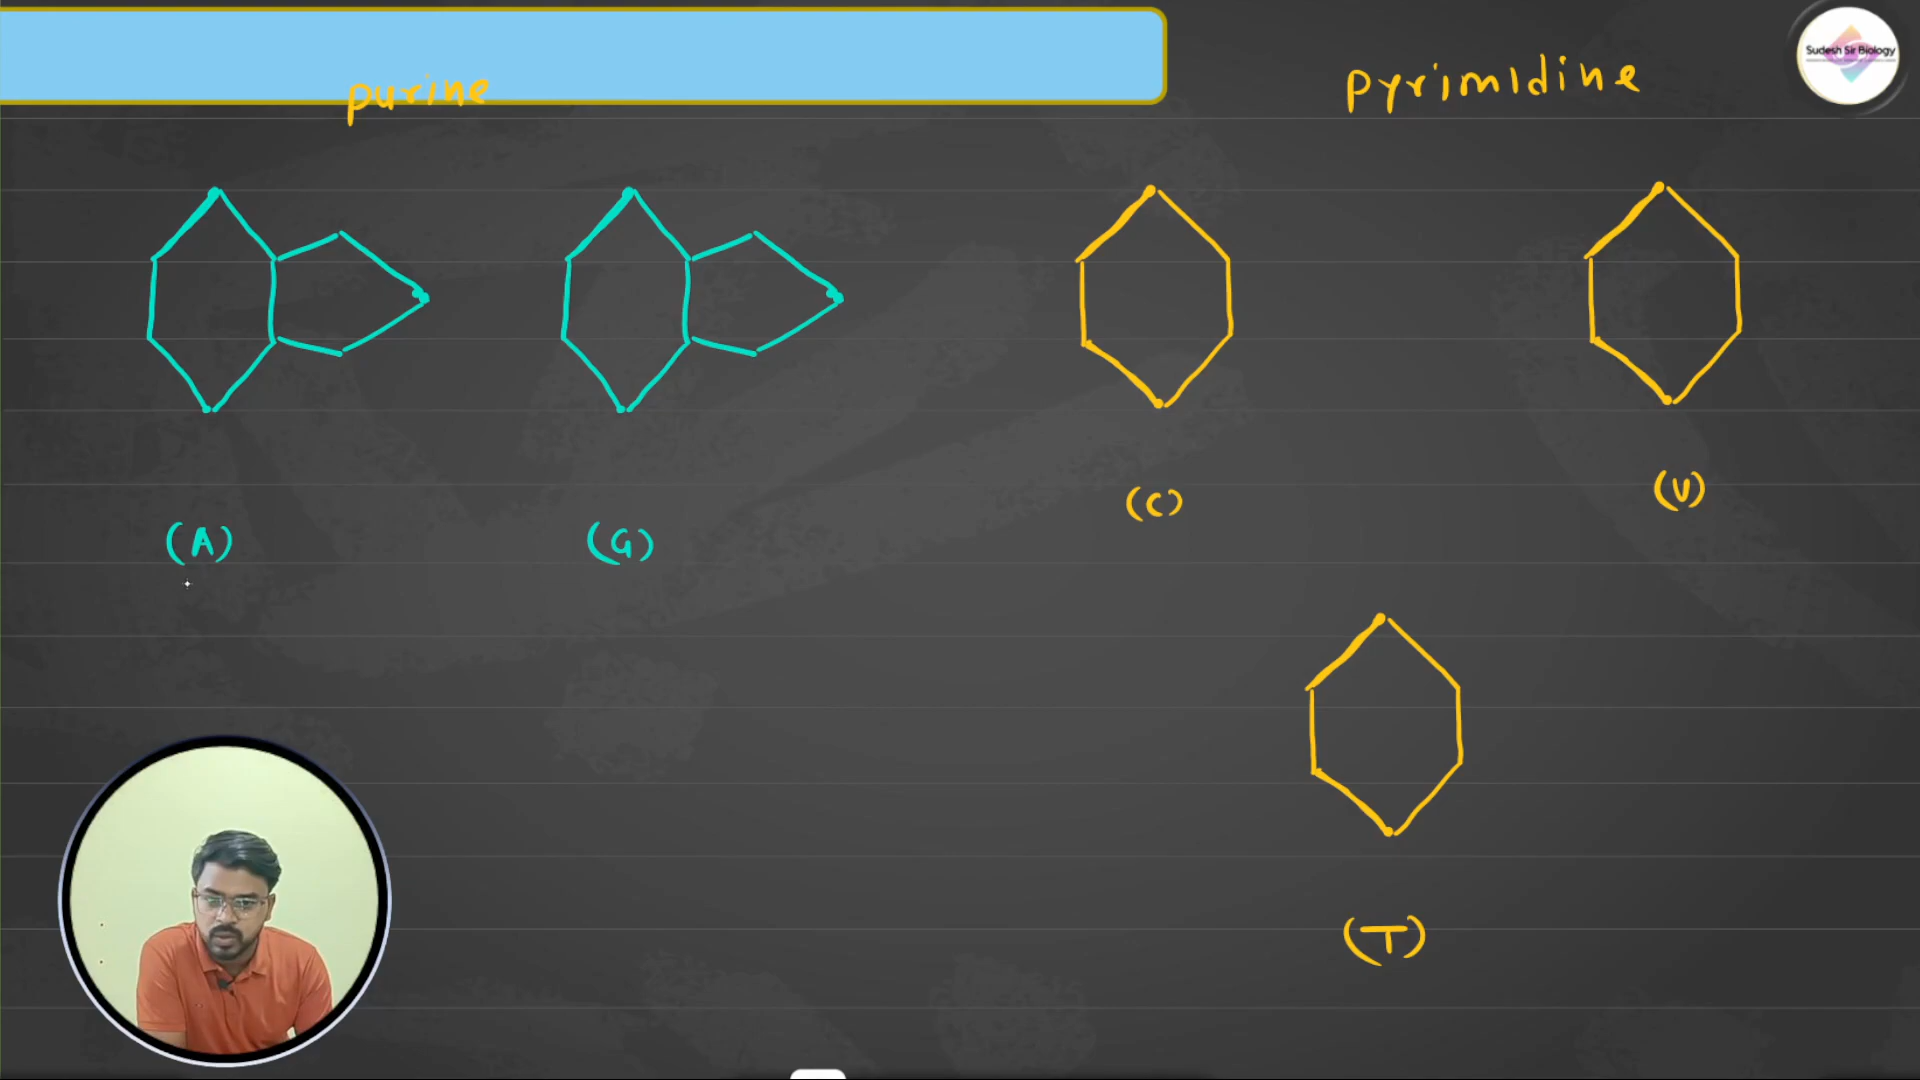 purine
pyrimidine
Sudesh Sir Biology
(A)
(G)
(C)
(U)
(T)